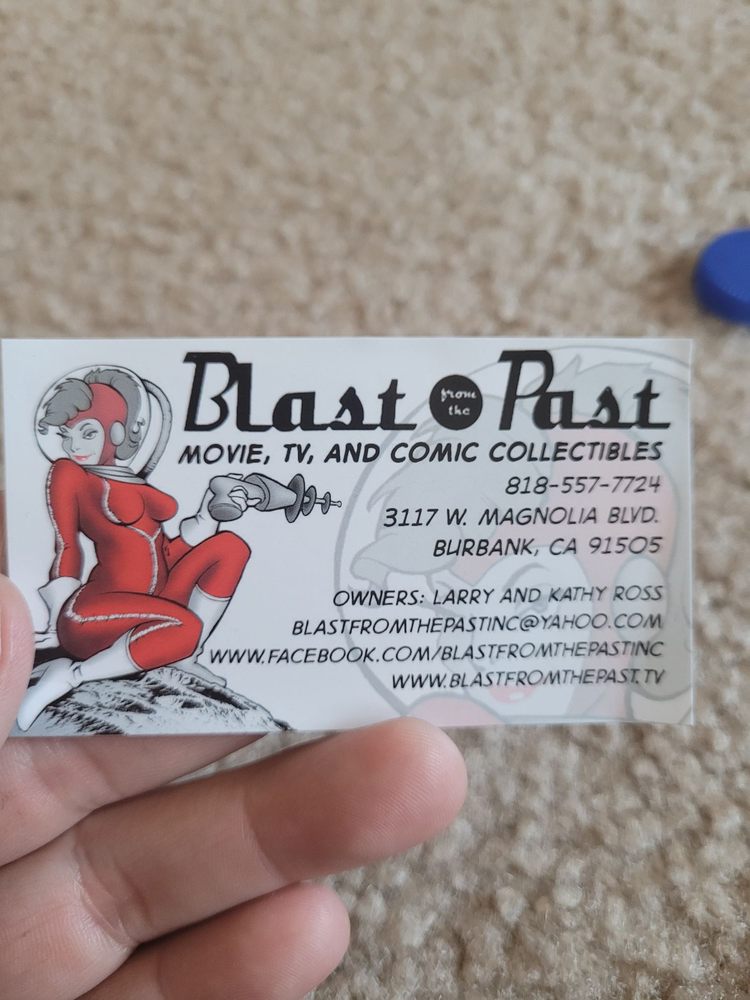 Blast from the Past
MOVIE, TV, AND COMIC COLLECTIBLES
818-557-7724
3117 W. MAGNOLIA BLVD.
BURBANK, CA 91505
OWNERS: LARRY AND KATHY ROSS
BLASTFROMTHEPASTINC@YAHOO.COM
WWW.FACEBOOK.COM/BLASTFROMTHEPASTINC
WWW.BLASTFROMTHEPAST.TV